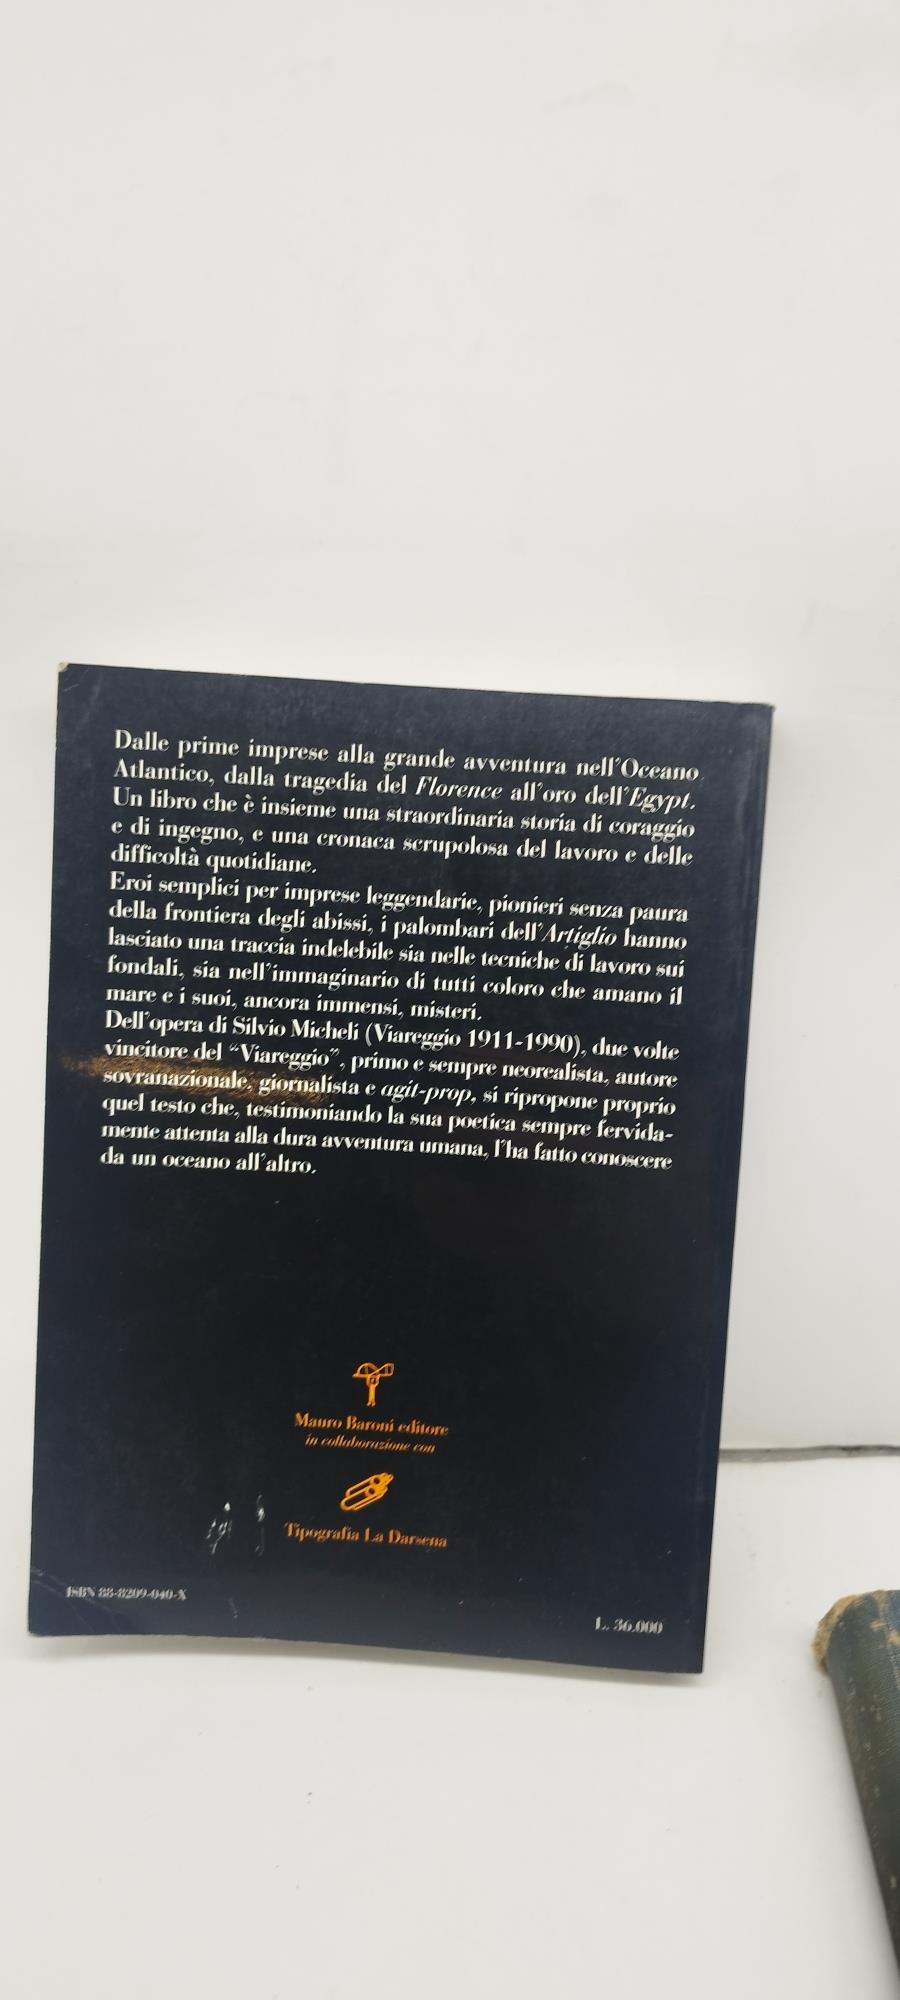 Dalle prime imprese alla grande avventura nell'Oceano
Atlantico, dalla tragedia del Florence all'oro dell'Egypt.
Un libro che è insieme una straordinaria storia di coraggio
e di ingegno, e una cronaca scrupolosa del lavoro e delle
difficoltà quotidiane.
Eroi semplici per imprese leggendarie, pionieri senza paura
della frontiera degli abissi, i palombari dell'Artiglio hanno
lasciato una traccia indelebile sia nelle tecniche di lavoro sui
fondali, sia nell'immaginario di tutti coloro che amano il
mare e i suoi, ancora immensi, misteri.
Dell'opera di Silvio Micheli (Viareggio 1911-1990), due volte
vincitore del "Viareggio", primo e sempre neorealista, autore
sovranazionale, giornalista e agit-prop, si ripropone proprio
quel testo che, testimoniando la sua poetica sempre fervida-
mente attenta alla dura avventura umana, l'ha fatto conoscere
da un oceano all'altro.
Mauro Baroni editore
in collaborazione con
Tipografia La Darsena
ISBN 88-8209-040-X
L. 36.000